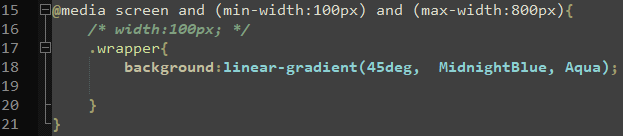 15 @media screen and (min-width:100px) and (max-width:800px){
16 /* width:100px; */
17 .wrapper{
18 background:linear-gradient(45deg,  MidnightBlue, Aqua);
19
20 }
21 }